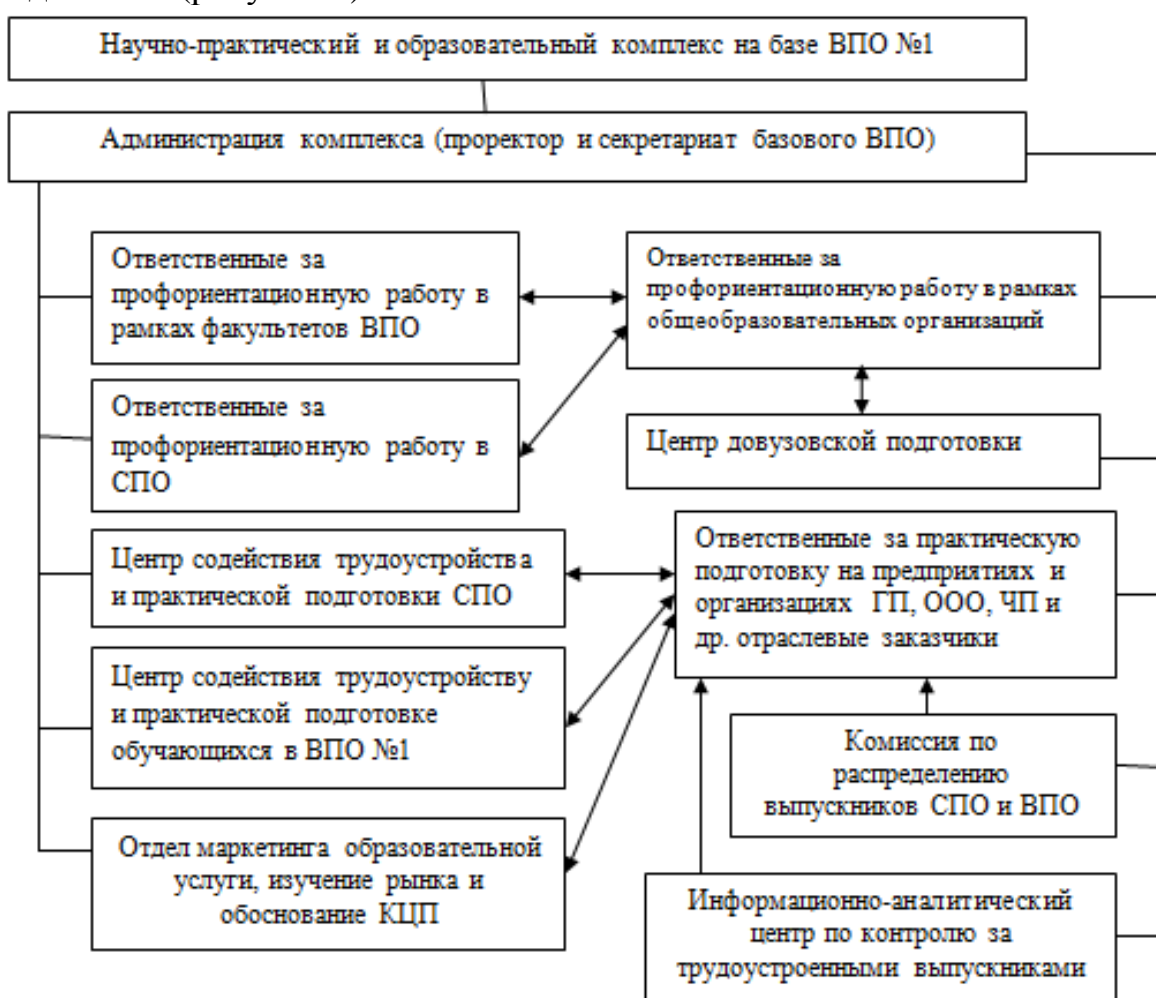 Научно-практический и образовательный комплекс на базе ВПО №1
Администрация комплекса (проректор и секретариат базового ВПО)
Ответственные за
профориентационную работу в
рамках факультетов ВПО
Ответственные за
профориентационную работу в рамках
общеобразовательных организаций
Ответственные за
профориентационную работу в
СПО
Центр довузовской подготовки
Центр содействия трудоустройства
и практической подготовки СПО
Ответственные за практическую
подготовку на предприятиях и
организациях ГП, ООО, ЧП и
др. отраслевые заказчики
Центр содействия трудоустройству
и практической подготовке
обучающихся в ВПО №1
Комиссия по
распределению
выпускников СПО и ВПО
Отдел маркетинга образовательной
услуги, изучение рынка и
обоснование КЦП
Информационно-аналитический
центр по контролю за
трудоустроенными выпускниками